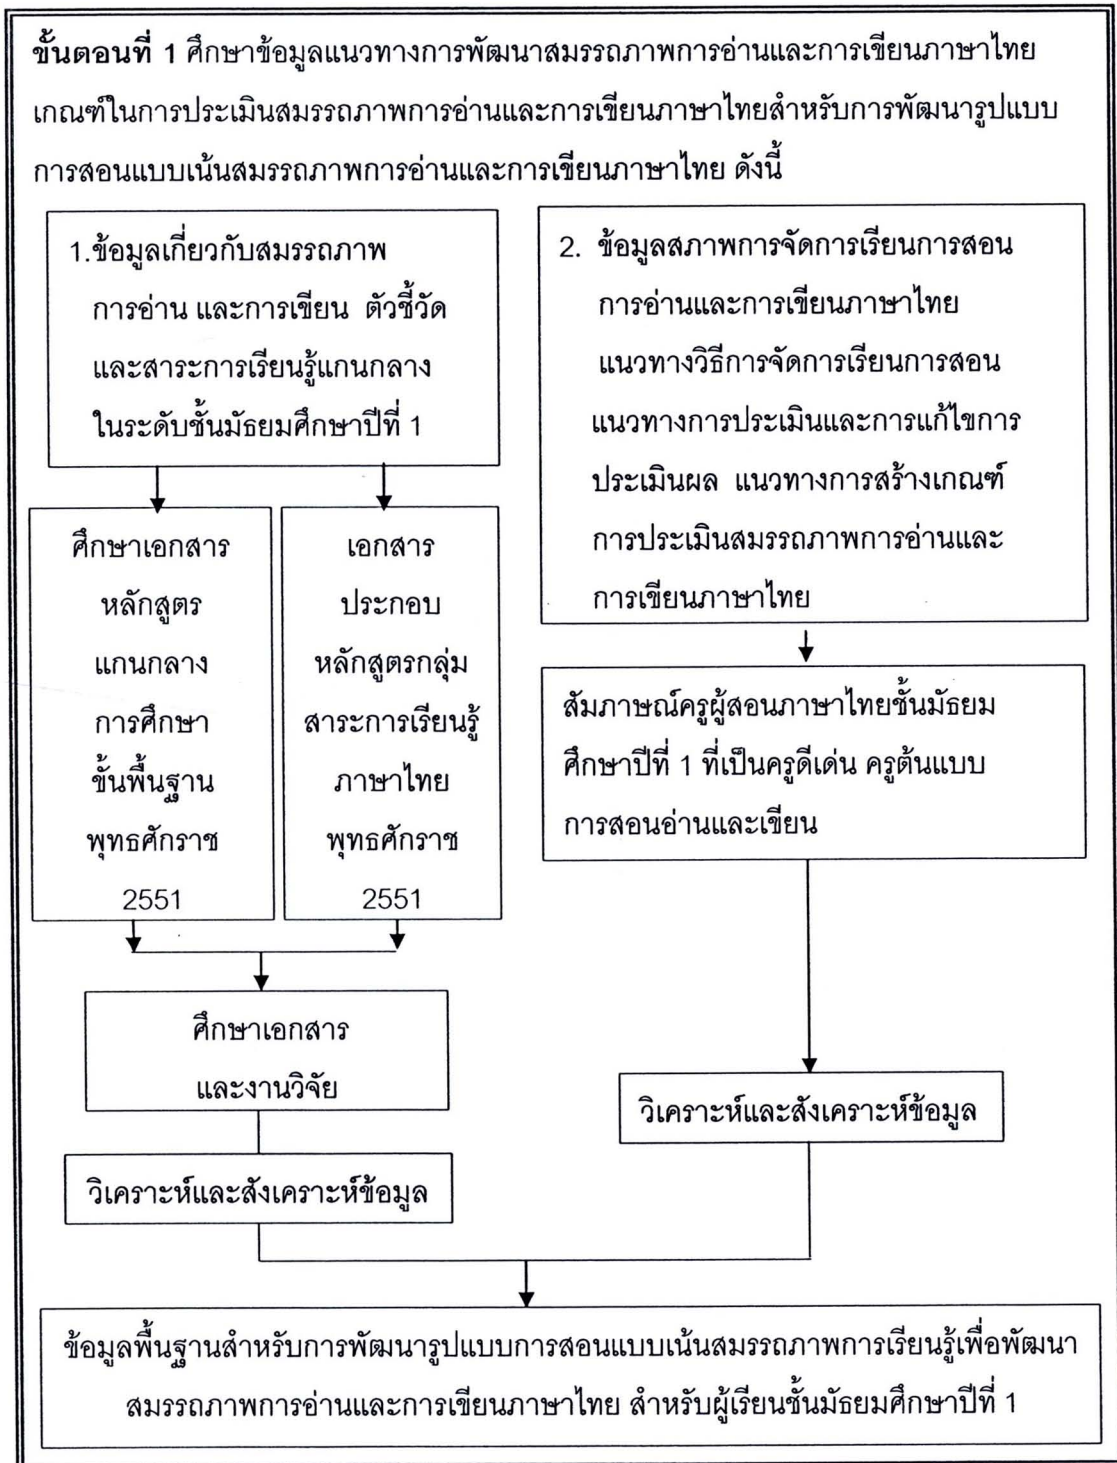 ขั้นตอนที่ 1 ศึกษาข้อมูลแนวทางการพัฒนาสมรรถภาพการอ่านและการเขียนภาษาไทย
เกณฑ์ในการประเมินสมรรถภาพการอ่านและการเขียนภาษาไทยสำหรับการพัฒนารูปแบบ
การสอนแบบเน้นสมรรถภาพการอ่านและการเขียนภาษาไทย ดังนี้
1.ข้อมูลเกี่ยวกับสมรรถภาพ
การอ่าน และการเขียน ตัวชี้วัด
และสาระการเรียนรู้แกนกลาง
ในระดับชั้นมัธยมศึกษาปีที่ 1
2. ข้อมูลสภาพการจัดการเรียนการสอน
การอ่านและการเขียนภาษาไทย
แนวทางวิธีการจัดการเรียนการสอน
แนวทางการประเมินและการแก้ไขการ
ประเมินผล แนวทางการสร้างเกณฑ์
การประเมินสมรรถภาพการอ่านและ
การเขียนภาษาไทย
ศึกษาเอกสาร
หลักสูตร
แกนกลาง
การศึกษา
ขั้นพื้นฐาน
พุทธศักราช
2551
เอกสาร
ประกอบ
หลักสูตรกลุ่ม
สาระการเรียนรู้
ภาษาไทย
พุทธศักราช
2551
สัมภาษณ์ครูผู้สอนภาษาไทยชั้นมัธยม
ศึกษาปีที่ 1 ที่เป็นครูดีเด่น ครูต้นแบบ
การสอนอ่านและเขียน
ศึกษาเอกสาร
และงานวิจัย
วิเคราะห์และสังเคราะห์ข้อมูล
วิเคราะห์และสังเคราะห์ข้อมูล
ข้อมูลพื้นฐานสำหรับการพัฒนารูปแบบการสอนแบบเน้นสมรรถภาพการเรียนรู้เพื่อพัฒนา
สมรรถภาพการอ่านและการเขียนภาษาไทย สำหรับผู้เรียนชั้นมัธยมศึกษาปีที่ 1